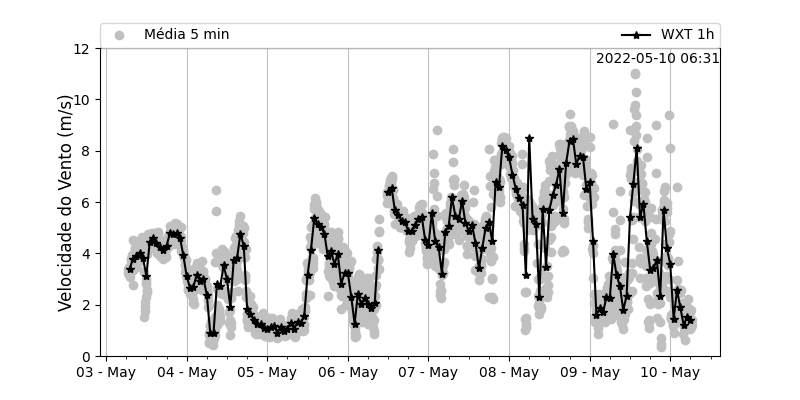 Média 5 min
WXT 1h
2022-05-10 06:31
Velocidade do Vento (m/s)
12
10
8
6
4
2
0
03 - May
04 - May
05 - May
06 - May
07 - May
08 - May
09 - May
10 - May